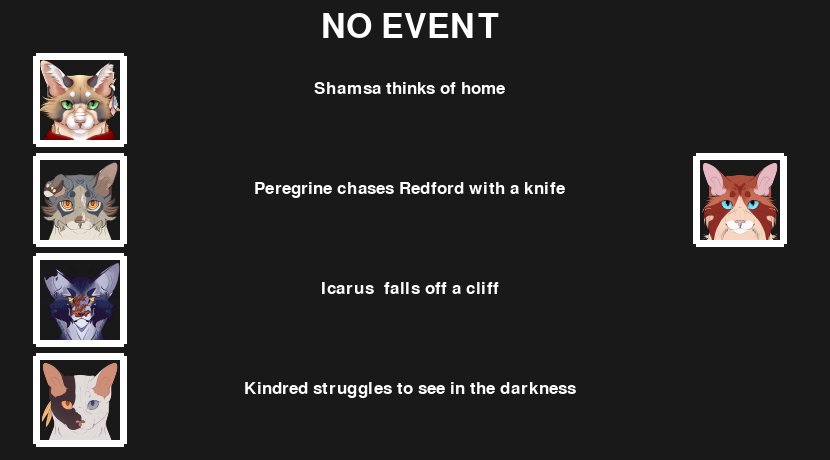 NO EVENT
Shamsa thinks of home
Peregrine chases Redford with a knife
Icarus  falls off a cliff
Kindred struggles to see in the darkness